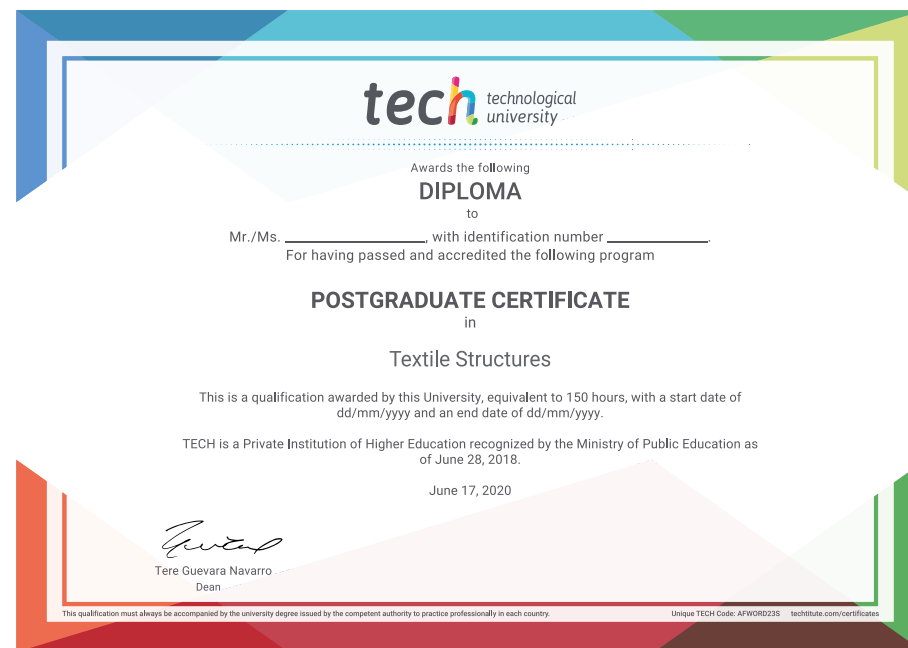 tech technological
university
Awards the following
DIPLOMA
to
Mr./Ms. ____________________, with identification number ______________.
For having passed and accredited the following program
POSTGRADUATE CERTIFICATE
in
Textile Structures
This is a qualification awarded by this University, equivalent to 150 hours, with a start date of
dd/mm/yyyy and an end date of dd/mm/yyyy.
TECH is a Private Institution of Higher Education recognized by the Ministry of Public Education as
of June 28, 2018.
June 17, 2020
Tere Guevara Navarro
Dean
This qualification must always be accompanied by the university degree issued by the competent authority to practice professionally in each country.
Unique TECH Code: AFWORD23S techtitute.com/certificates